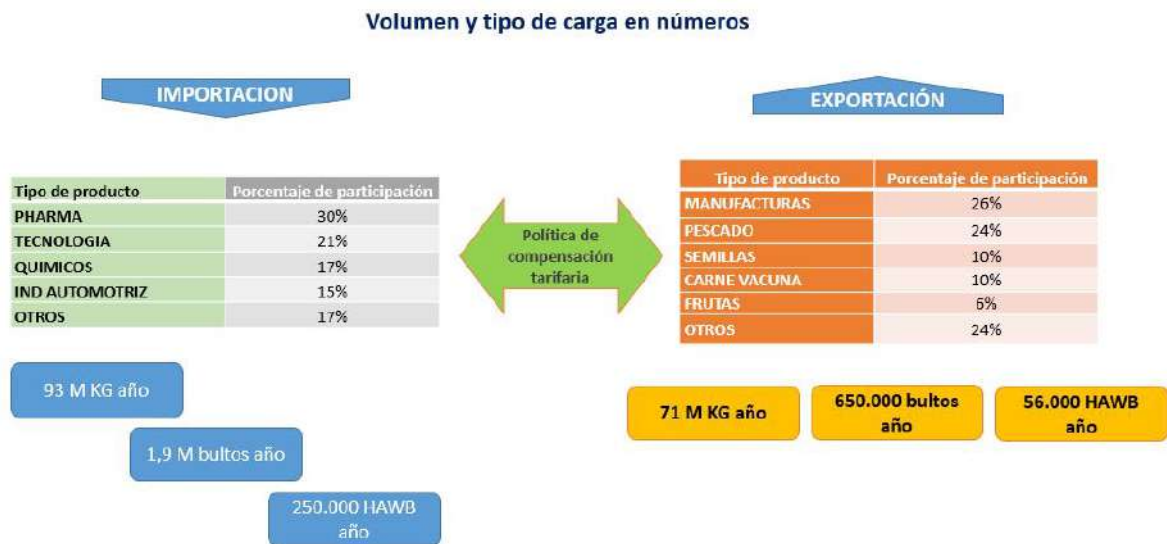 Volumen y tipo de carga en números
IMPORTACION
Tipo de producto Porcentaje de participación
PHARMA 30%
TECNOLOGIA 21%
QUIMICOS 17%
IND AUTOMOTRIZ 15%
OTROS 17%
93 M KG año
1,9 M bultos año
250.000 HAWB
año
Política de
compensación
tarifaria
EXPORTACIÓN
Tipo de producto Porcentaje de participación
MANUFACTURAS 26%
PESCADO 24%
SEMILLAS 10%
CARNE VACUNA 10%
FRUTAS 6%
OTROS 24%
71 M KG año
650.000 bultos
año
56.000 HAWB
año